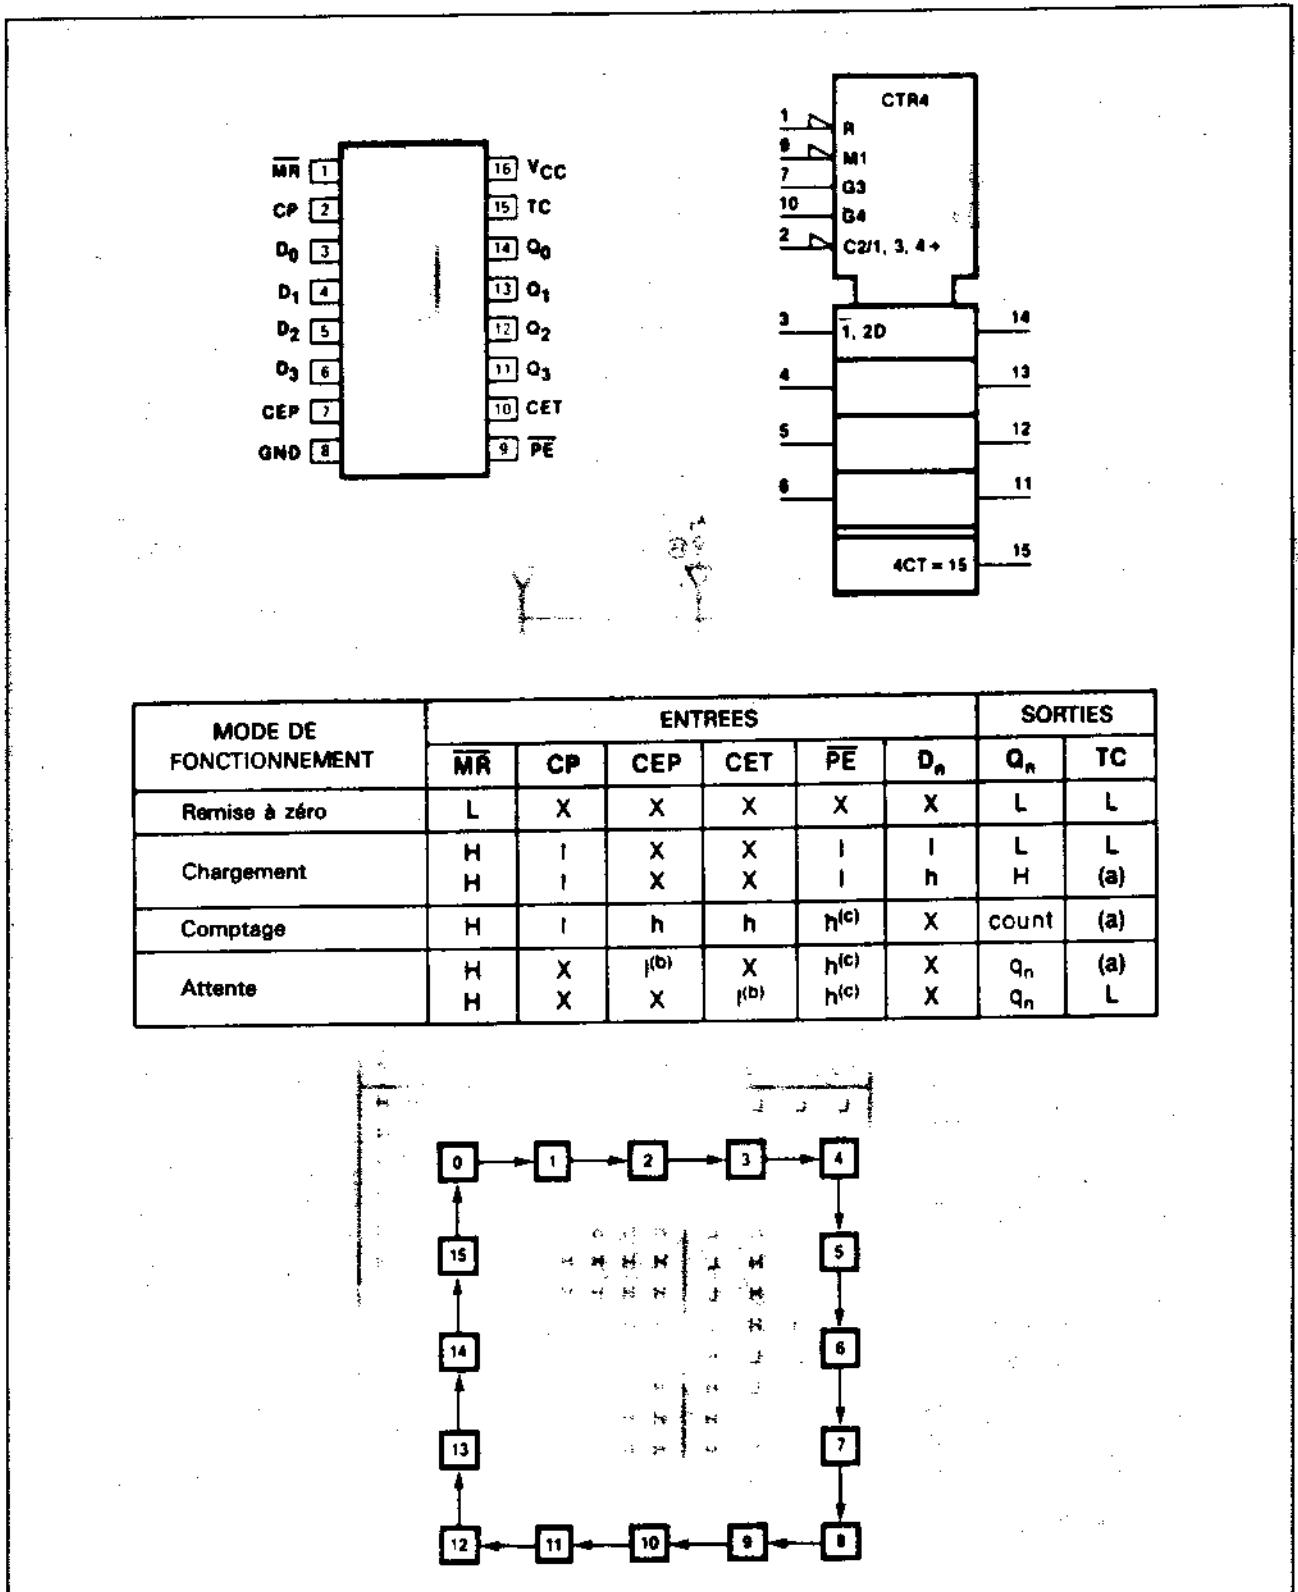 CTR4
1 R
9 M1
7 G3
10 G4
2 C2/1, 3, 4+
3 1, 2D 14
4 13
5 12
6 11
4CT = 15 15
MR 1 16 VCC
CP 2 15 TC
D0 3 14 Q0
D1 4 13 Q1
D2 5 12 Q2
D3 6 11 Q3
CEP 7 10 CET
GND 8 9 PE
MODE DE FONCTIONNEMENT ENTREES SORTIES
MR CP CEP CET PE Dn Qn TC
Remise à zéro L X X X X X L L
Chargement H ↑ X X l l L L
H ↑ X X l h H (a)
Comptage H ↑ h h h(c) X count (a)
Attente H X l(b) X h(c) X qn (a)
H X X l(b) h(c) X qn L
0 1 2 3 4
15 5
14 6
13 7
12 11 10 9 8